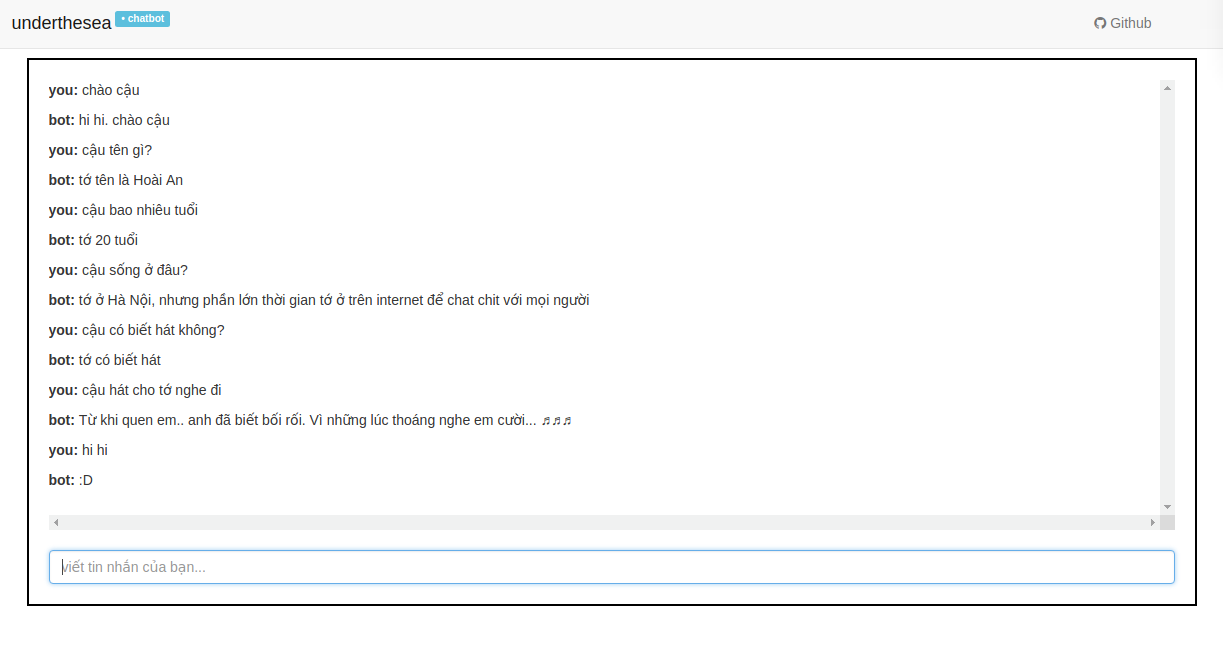 underthesea • chatbot Github
you: chào cậu
bot: hi hi. chào cậu
you: cậu tên gì?
bot: tớ tên là Hoài An
you: cậu bao nhiêu tuổi
bot: tớ 20 tuổi
you: cậu sống ở đâu?
bot: tớ ở Hà Nội, nhưng phần lớn thời gian tớ ở trên internet để chat chit với mọi người
you: cậu có biết hát không?
bot: tớ có biết hát
you: cậu hát cho tớ nghe đi
bot: Từ khi quen em.. anh đã biết bối rối. Vì những lúc thoáng nghe em cười... ♬♬♬
you: hi hi
bot: :D
viết tin nhắn của bạn...